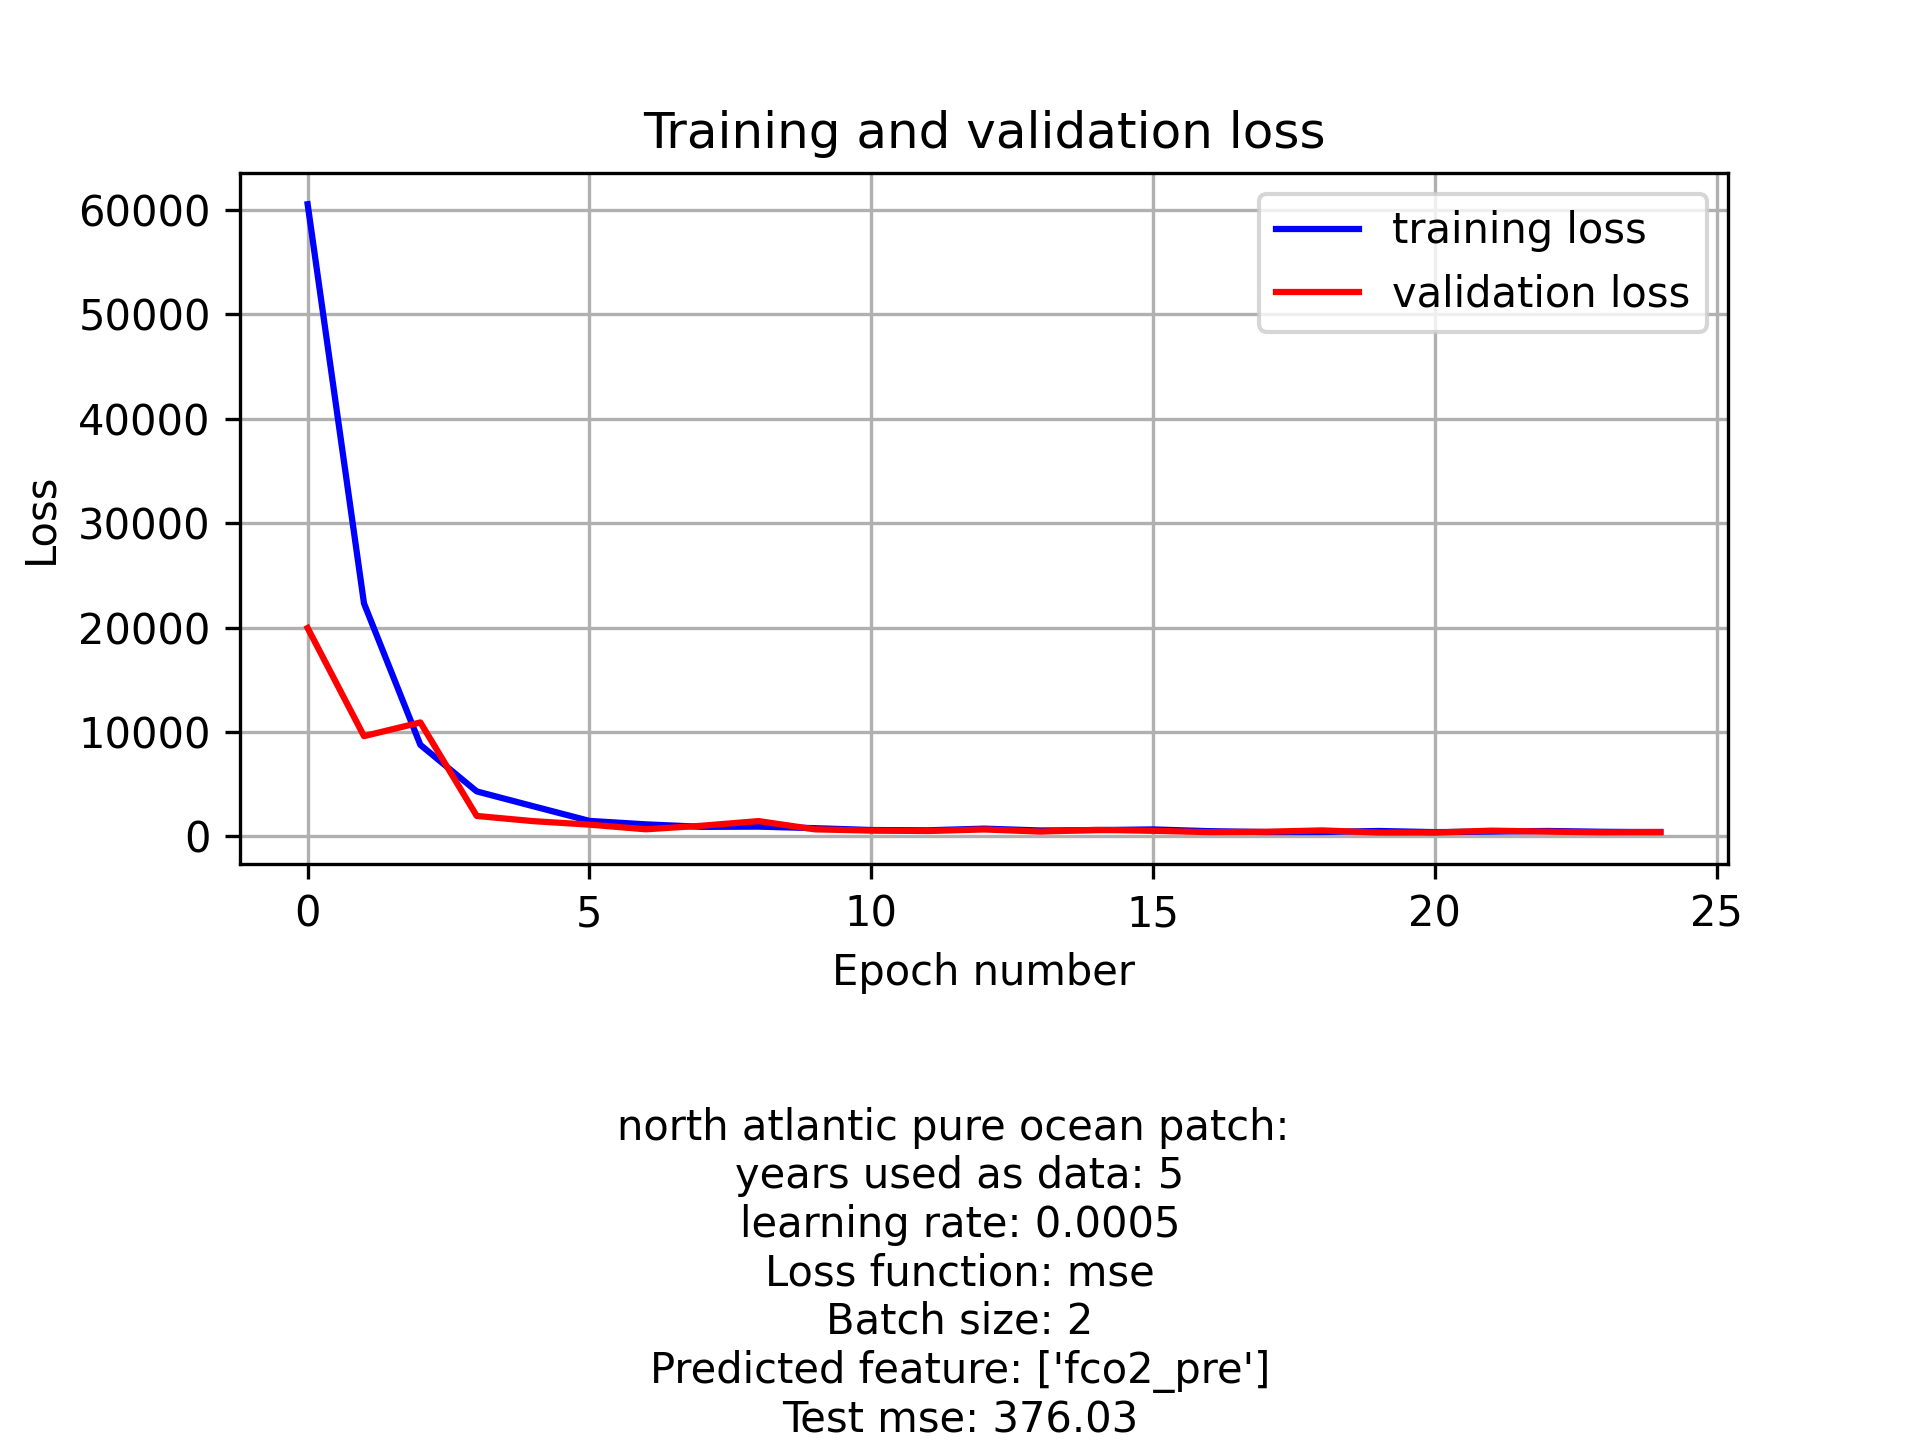 Training and validation loss
60000
50000
40000
30000
20000
10000
0
Loss
training loss
validation loss
0 5 10 15 20 25
Epoch number
north atlantic pure ocean patch:
years used as data: 5
learning rate: 0.0005
Loss function: mse
Batch size: 2
Predicted feature: ['fco2_pre']
Test mse: 376.03